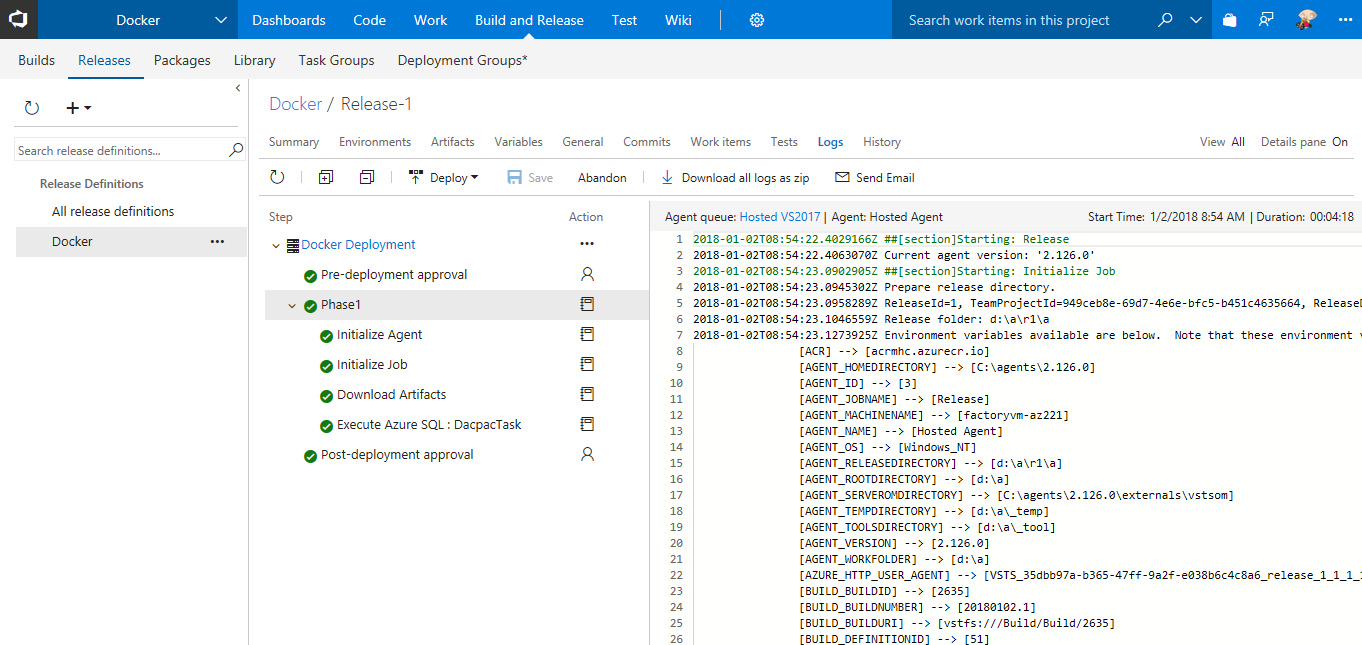 Docker
Dashboards Code Work Build and Release Test Wiki
Search work items in this project
Builds Releases Packages Library Task Groups Deployment Groups*
Search release definitions...
Release Definitions
All release definitions
Docker
Docker / Release-1
Summary Environments Artifacts Variables General Commits Work items Tests Logs History
View All Details pane On
Deploy Save Abandon Download all logs as zip Send Email
Step Action
Docker Deployment
Pre-deployment approval
Phase1
Initialize Agent
Initialize Job
Download Artifacts
Execute Azure SQL : DacpacTask
Post-deployment approval
Agent queue: Hosted VS2017 | Agent: Hosted Agent
Start Time: 1/2/2018 8:54 AM | Duration: 00:04:18
1 2018-01-02T08:54:22.4029166Z ##[section]Starting: Release
2 2018-01-02T08:54:22.4063070Z Current agent version: '2.126.0'
3 2018-01-02T08:54:23.0902905Z ##[section]Starting: Initialize Job
4 2018-01-02T08:54:23.0945302Z Prepare release directory.
5 2018-01-02T08:54:23.0958289Z ReleaseId=1, TeamProjectId=949ceb8e-69d7-4e6e-bfc5-b451c4635664, ReleaseD
6 2018-01-02T08:54:23.1046559Z Release folder: d:\a\r1\a
7 2018-01-02T08:54:23.1273925Z Environment variables available are below.  Note that these environment v
8 [ACR] --> [acrmhc.azurecr.io]
9 [AGENT_HOMEDIRECTORY] --> [C:\agents\2.126.0]
10 [AGENT_ID] --> [3]
11 [AGENT_JOBNAME] --> [Release]
12 [AGENT_MACHINENAME] --> [factoryvm-az221]
13 [AGENT_NAME] --> [Hosted Agent]
14 [AGENT_OS] --> [Windows_NT]
15 [AGENT_RELEASEDIRECTORY] --> [d:\a\r1\a]
16 [AGENT_ROOTDIRECTORY] --> [d:\a]
17 [AGENT_SERVEROMDIRECTORY] --> [C:\agents\2.126.0\externals\vstsom]
18 [AGENT_TEMPDIRECTORY] --> [d:\a\_temp]
19 [AGENT_TOOLSDIRECTORY] --> [d:\a\_tool]
20 [AGENT_VERSION] --> [2.126.0]
21 [AGENT_WORKFOLDER] --> [d:\a]
22 [AZURE_HTTP_USER_AGENT] --> [VSTS_35dbb97a-b365-47ff-9a2f-e038b6c4c8a6_release_1_1_1_1
23 [BUILD_BUILDID] --> [2635]
24 [BUILD_BUILDNUMBER] --> [20180102.1]
25 [BUILD_BUILDURI] --> [vstfs:///Build/Build/2635]
26 [BUILD_DEFINITIONID] --> [51]